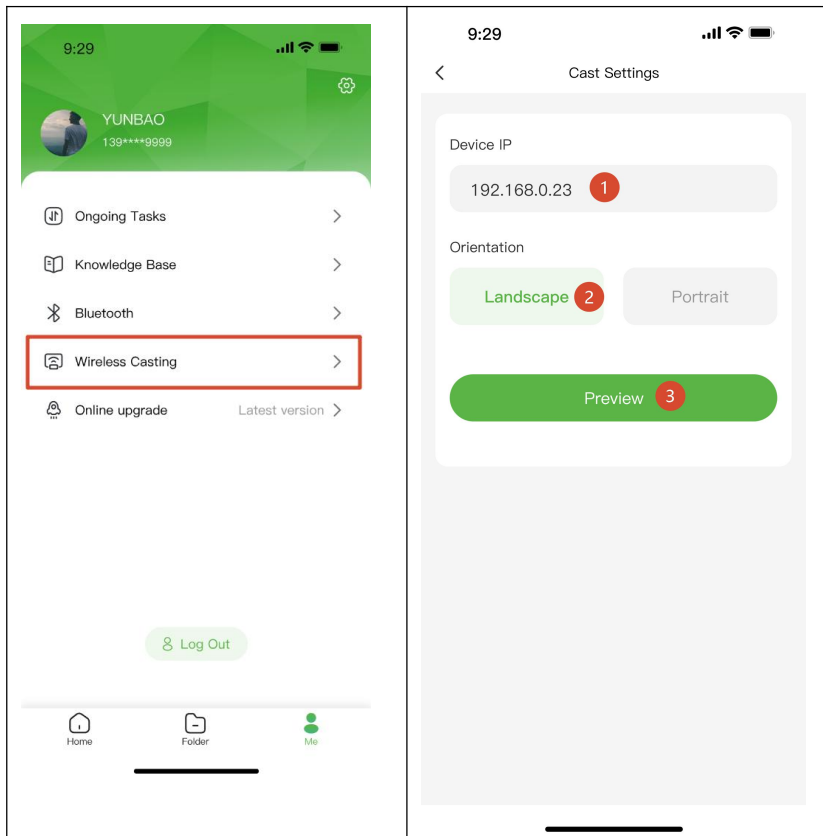 9:29
YUNBAO
139****9999
Ongoing Tasks
Knowledge Base
Bluetooth
Wireless Casting
Online upgrade Latest version
Log Out
Home Folder Me
9:29
Cast Settings
Device IP
192.168.0.23 1
Orientation
Landscape 2 Portrait
Preview 3